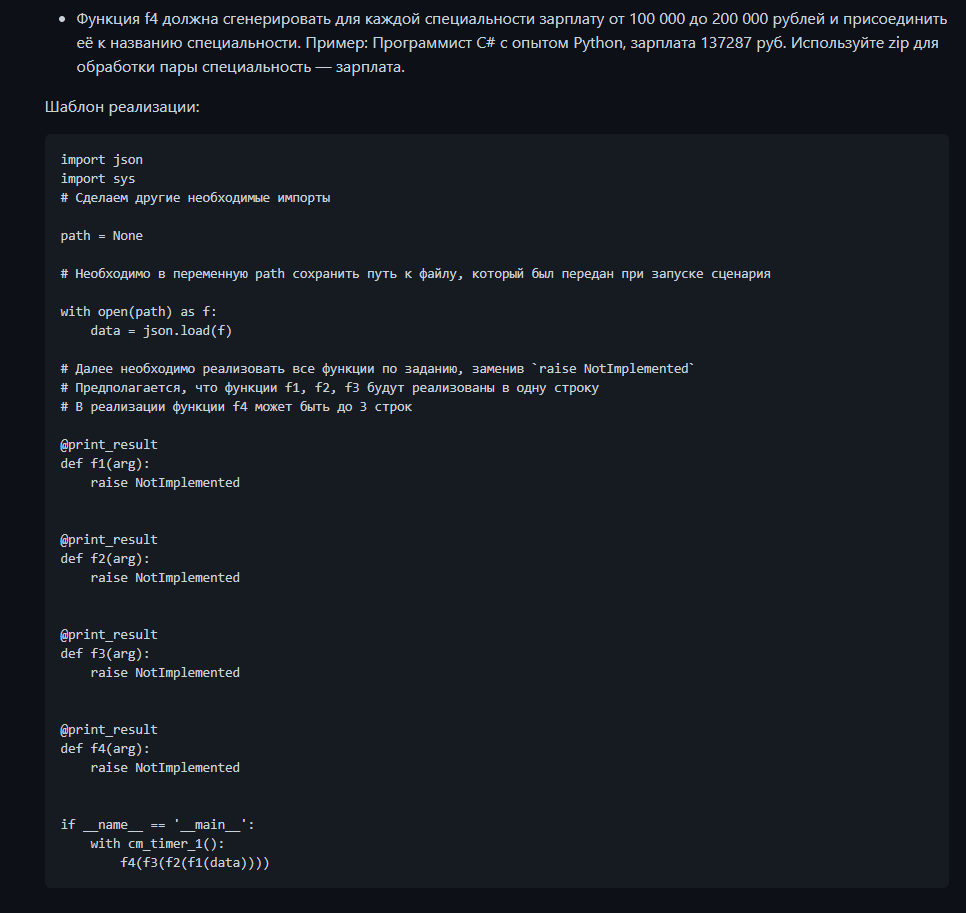 • Функция f4 должна сгенерировать для каждой специальности зарплату от 100 000 до 200 000 рублей и присоединить
её к названию специальности. Пример: Программист C# с опытом Python, зарплата 137287 руб. Используйте zip для
обработки пары специальность — зарплата.
Шаблон реализации:
import json
import sys
# Сделаем другие необходимые импорты

path = None

# Необходимо в переменную path сохранить путь к файлу, который был передан при запуске сценария

with open(path) as f:
    data = json.load(f)

# Далее необходимо реализовать все функции по заданию, заменив `raise NotImplemented`
# Предполагается, что функции f1, f2, f3 будут реализованы в одну строку
# В реализации функции f4 может быть до 3 строк

@print_result
def f1(arg):
    raise NotImplemented


@print_result
def f2(arg):
    raise NotImplemented


@print_result
def f3(arg):
    raise NotImplemented


@print_result
def f4(arg):
    raise NotImplemented


if __name__ == '__main__':
    with cm_timer_1():
        f4(f3(f2(f1(data))))